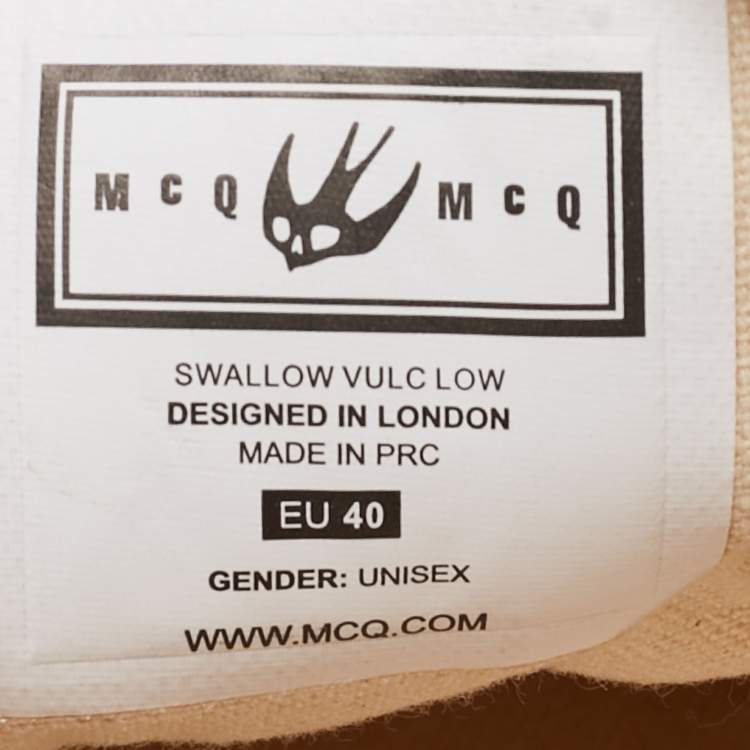 MCQ MCQ
SWALLOW VULC LOW
DESIGNED IN LONDON
MADE IN PRC
EU 40
GENDER: UNISEX
WWW.MCQ.COM